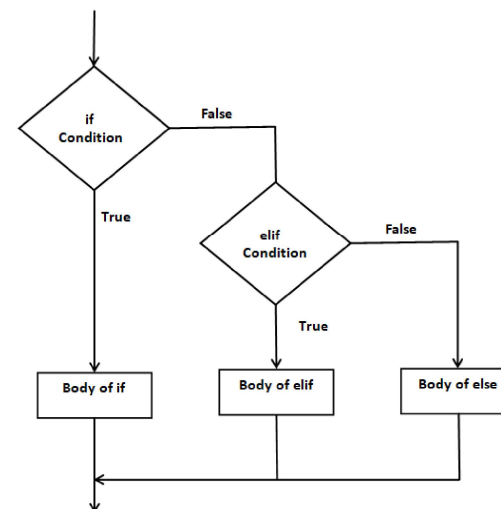 if
Condition
False
True
elif
Condition
False
True
Body of if
Body of elif
Body of else